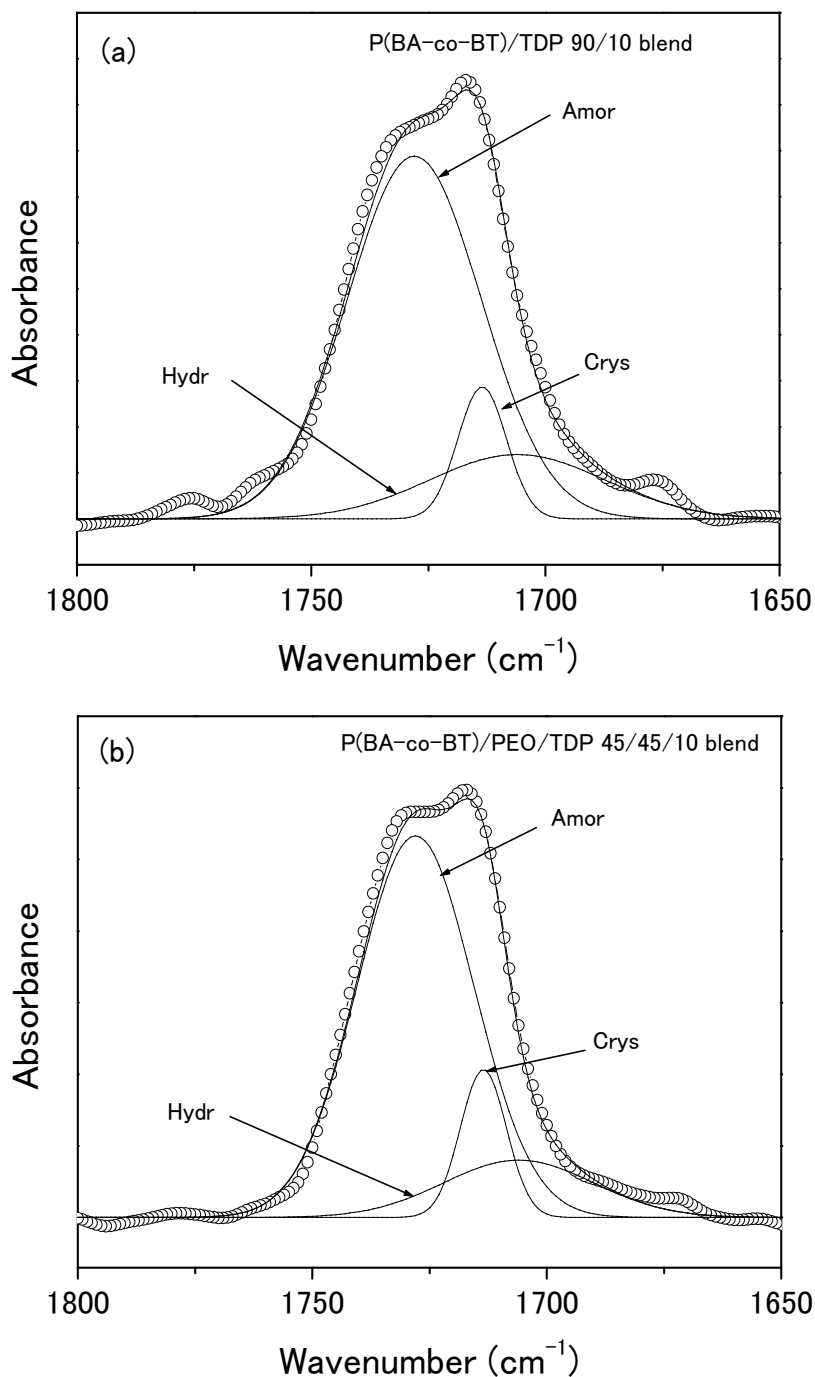 (a)
P(BA-co-BT)/TDP 90/10 blend
Amor
Crys
Hydr
Absorbance
1800
1750
1700
1650
Wavenumber (cm⁻¹)
(b)
P(BA-co-BT)/PEO/TDP 45/45/10 blend
Amor
Crys
Hydr
Absorbance
1800
1750
1700
1650
Wavenumber (cm⁻¹)